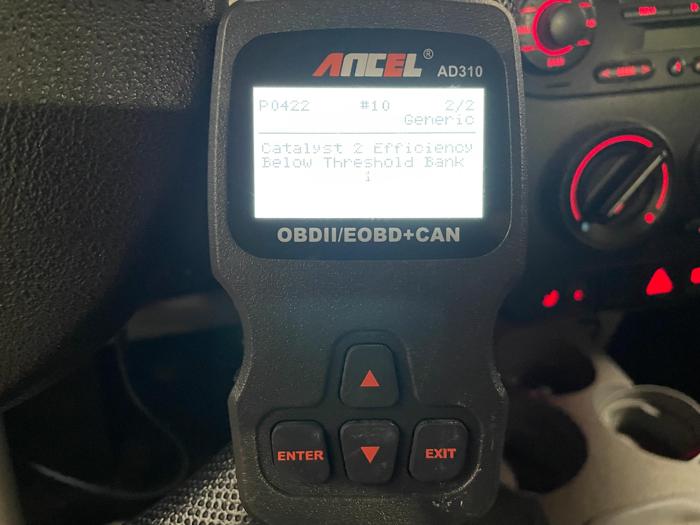 ANCEL®
AD310
P0422 #10 2/2
Generic
Catalyst 2 Efficiency
Below Threshold Bank
1
OBDII/EOBD+CAN
ENTER
EXIT